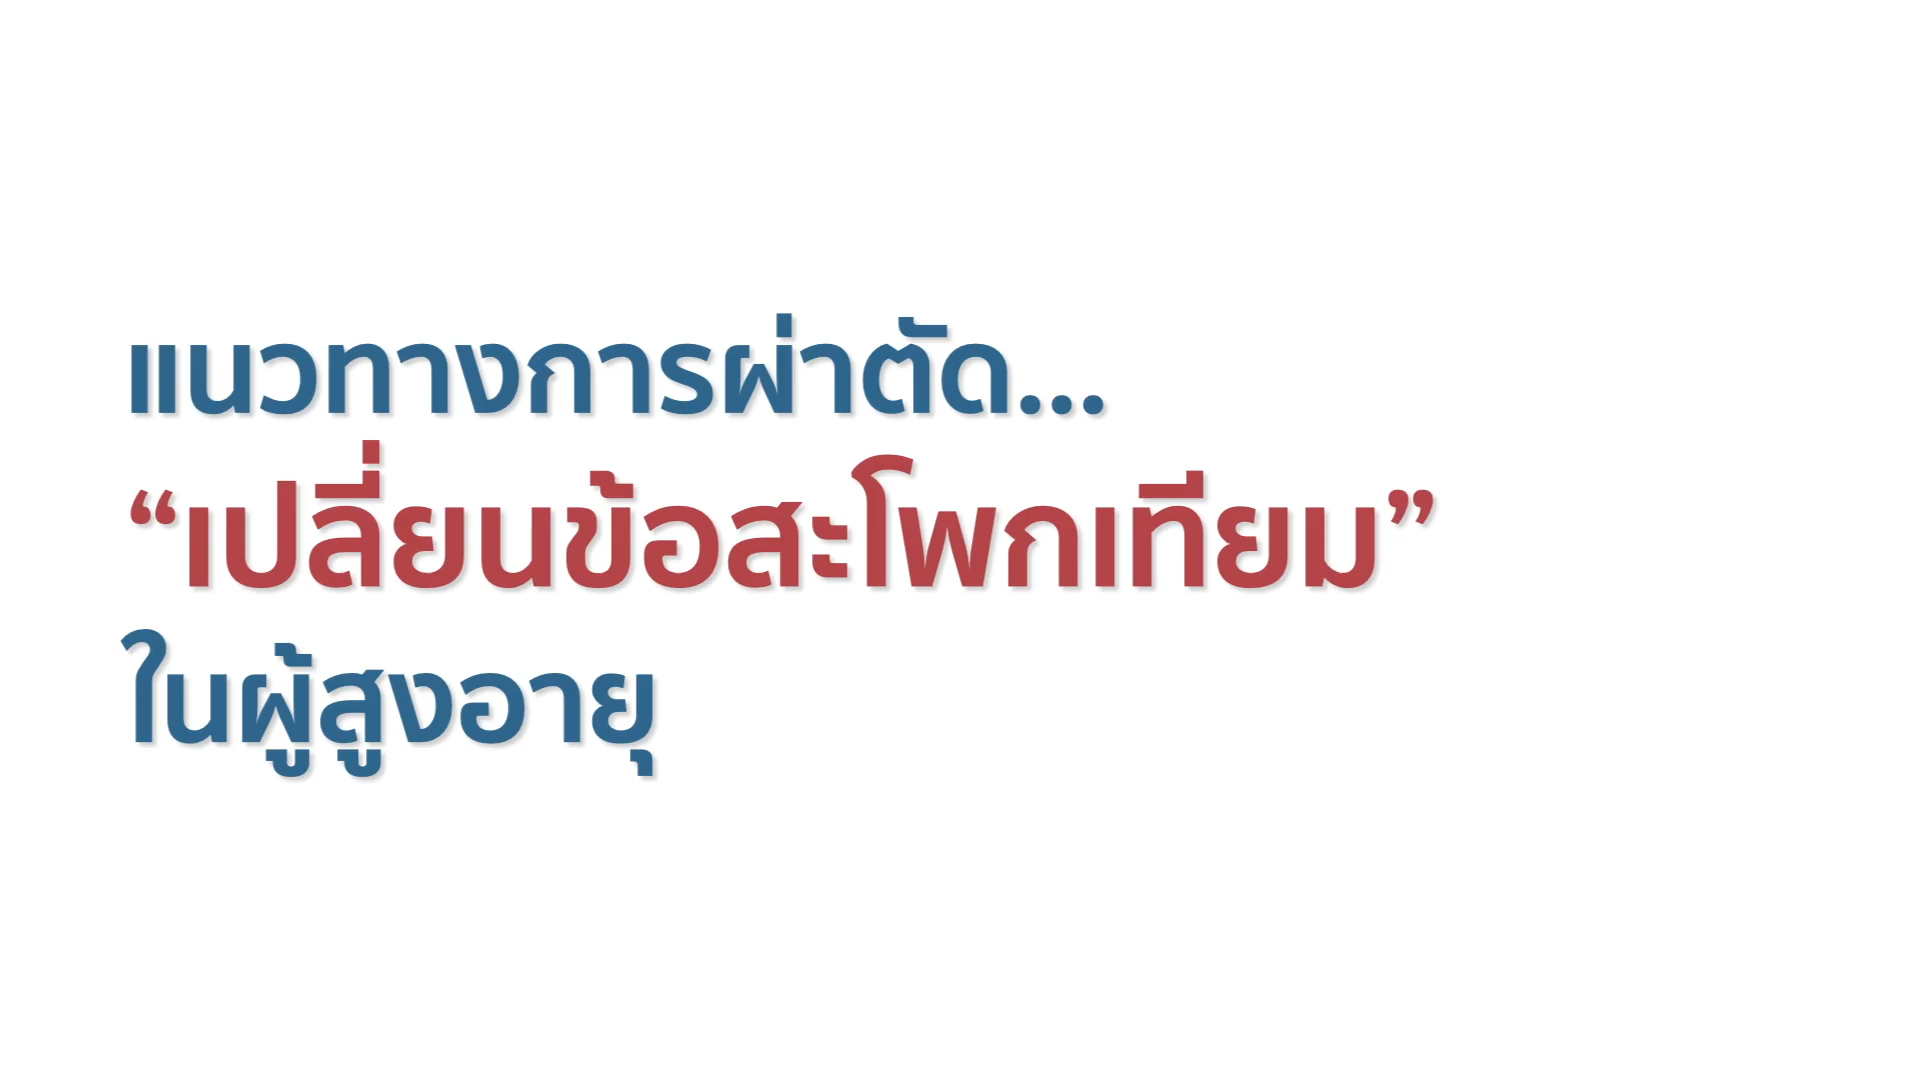 แนวทางการผ่าตัด...
“เปลี่ยนข้อสะโพกเทียม”
ในผู้สูงอายุ